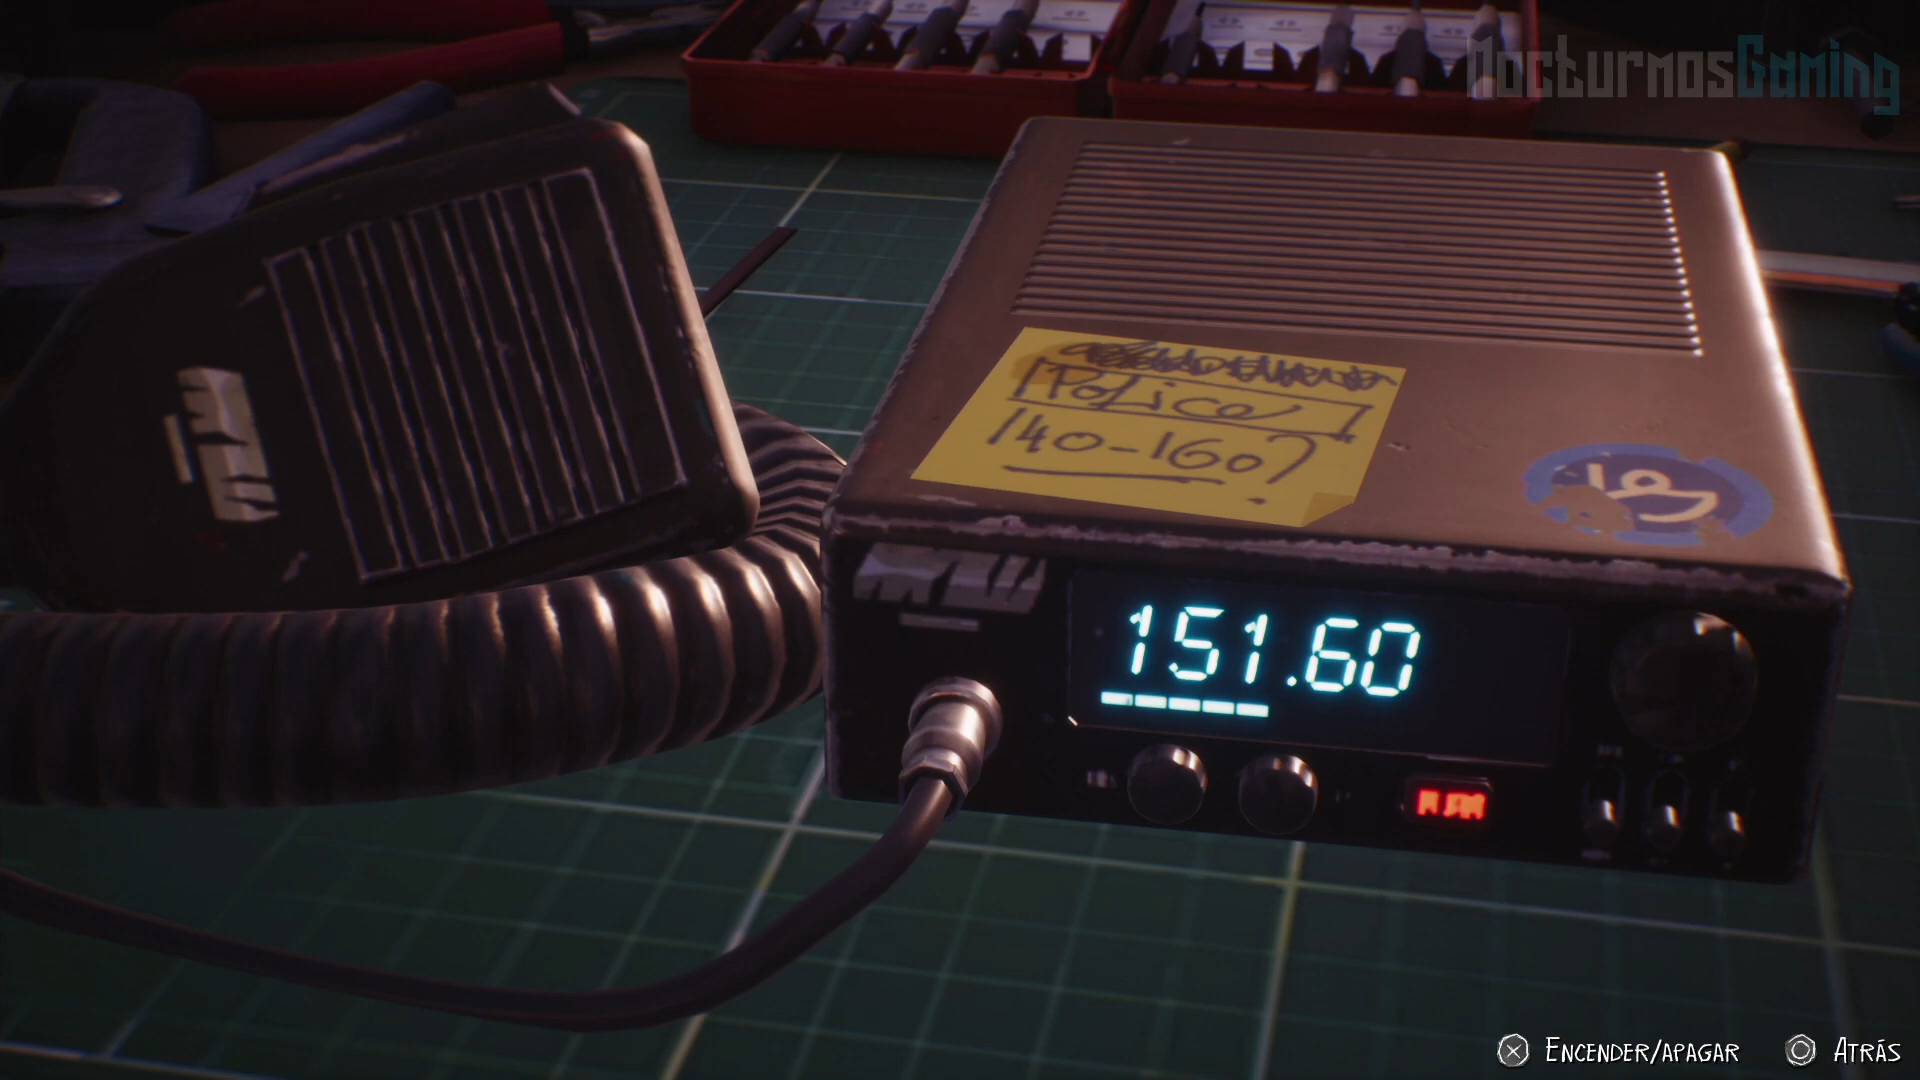 NocturnosGaming
Police
140-160?
151.60
Encender/apagar
Atrás